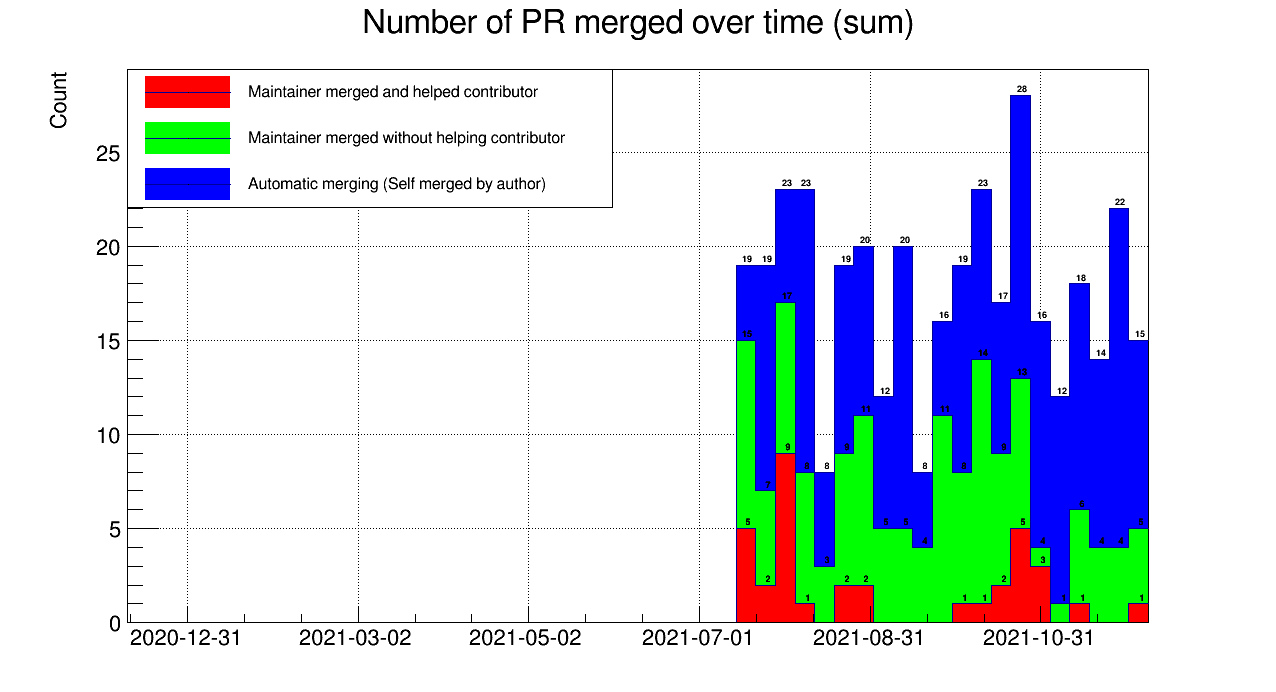 Number of PR merged over time (sum)
Count
Maintainer merged and helped contributor
Maintainer merged without helping contributor
Automatic merging (Self merged by author)
25
20
15
10
5
0
28
23 23 23
22
19 19 19 20 20 19
18
17 17
16 16
15 15
14 14
13
12 12
11 11
9 9 9
8 8 8 8
7
6
5 5 5 5 5
4 4 4 4
3 3
2 2 2 2
1 1 1 1 1 1
2020-12-31 2021-03-02 2021-05-02 2021-07-01 2021-08-31 2021-10-31